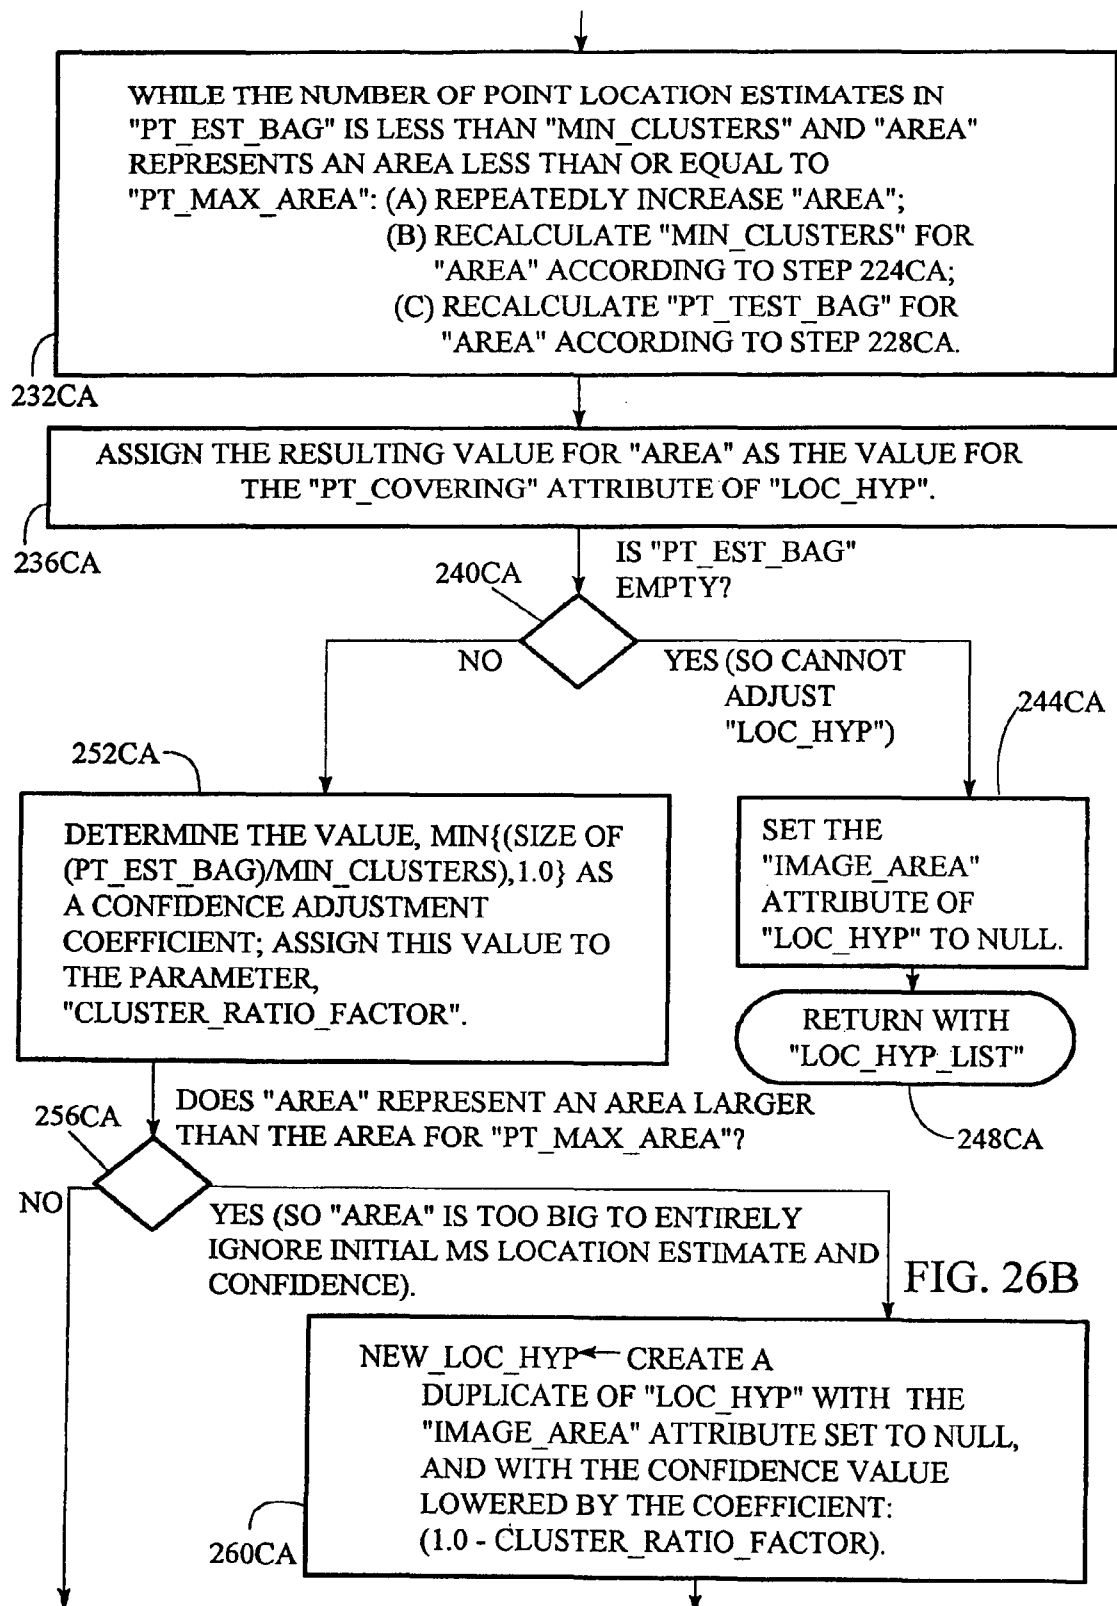 WHILE THE NUMBER OF POINT LOCATION ESTIMATES IN
"PT_EST_BAG" IS LESS THAN "MIN_CLUSTERS" AND "AREA"
REPRESENTS AN AREA LESS THAN OR EQUAL TO
"PT_MAX_AREA": (A) REPEATEDLY INCREASE "AREA";
(B) RECALCULATE "MIN_CLUSTERS" FOR
"AREA" ACCORDING TO STEP 224CA;
(C) RECALCULATE "PT_TEST_BAG" FOR
"AREA" ACCORDING TO STEP 228CA.
232CA
ASSIGN THE RESULTING VALUE FOR "AREA" AS THE VALUE FOR
THE "PT_COVERING" ATTRIBUTE OF "LOC_HYP".
236CA
IS "PT_EST_BAG"
EMPTY?
240CA
NO
YES (SO CANNOT
ADJUST
"LOC_HYP")
244CA
252CA
DETERMINE THE VALUE, MIN{(SIZE OF
(PT_EST_BAG)/MIN_CLUSTERS),1.0} AS
A CONFIDENCE ADJUSTMENT
COEFFICIENT; ASSIGN THIS VALUE TO
THE PARAMETER,
"CLUSTER_RATIO_FACTOR".
SET THE
"IMAGE_AREA"
ATTRIBUTE OF
"LOC_HYP" TO NULL.
RETURN WITH
"LOC_HYP_LIST"
248CA
DOES "AREA" REPRESENT AN AREA LARGER
THAN THE AREA FOR "PT_MAX_AREA"?
256CA
NO
YES (SO "AREA" IS TOO BIG TO ENTIRELY
IGNORE INITIAL MS LOCATION ESTIMATE AND
CONFIDENCE).
FIG. 26B
NEW_LOC_HYP← CREATE A
DUPLICATE OF "LOC_HYP" WITH THE
"IMAGE_AREA" ATTRIBUTE SET TO NULL,
AND WITH THE CONFIDENCE VALUE
LOWERED BY THE COEFFICIENT:
(1.0 - CLUSTER_RATIO_FACTOR).
260CA